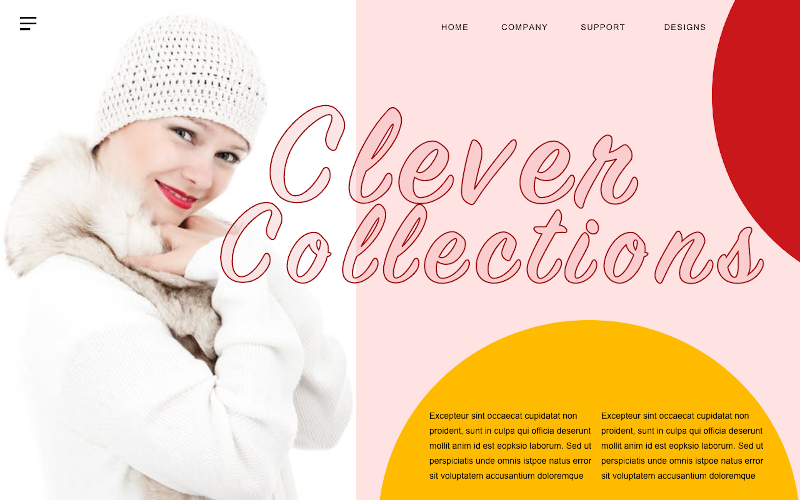 HOME COMPANY SUPPORT DESIGNS
Clever
Collections
Excepteur sint occaecat cupidatat non
proident, sunt in culpa qui officia deserunt
mollit anim id est eopksio laborum. Sed ut
perspiciatis unde omnis istpoe natus error
sit voluptatem accusantium doloremque
Excepteur sint occaecat cupidatat non
proident, sunt in culpa qui officia deserunt
mollit anim id est eopksio laborum. Sed ut
perspiciatis unde omnis istpoe natus error
sit voluptatem accusantium doloremque